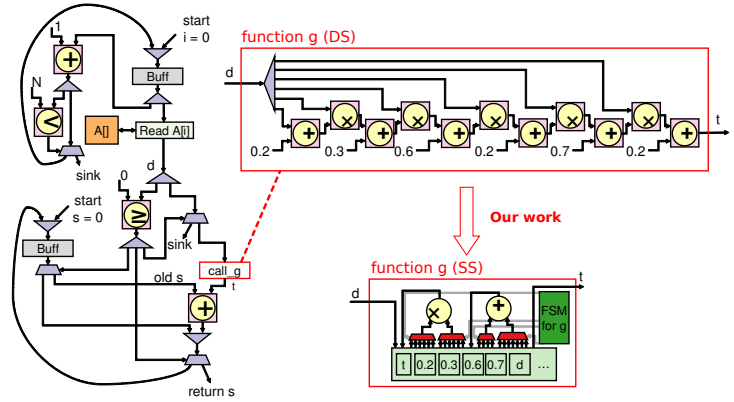 start
i = 0
1
Buff
N
<
A[]
Read A[i]
sink
d
0
≥
start
s = 0
Buff
sink
old s
call_g
t
+
return s
function g (DS)
d
+ × + × + × + × + × + × +
0.2 0.3 0.6 0.2 0.7 0.2
t
Our work
function g (SS)
d
t
×
+
FSM
for g
t 0.2 0.3 0.6 0.7 d ...